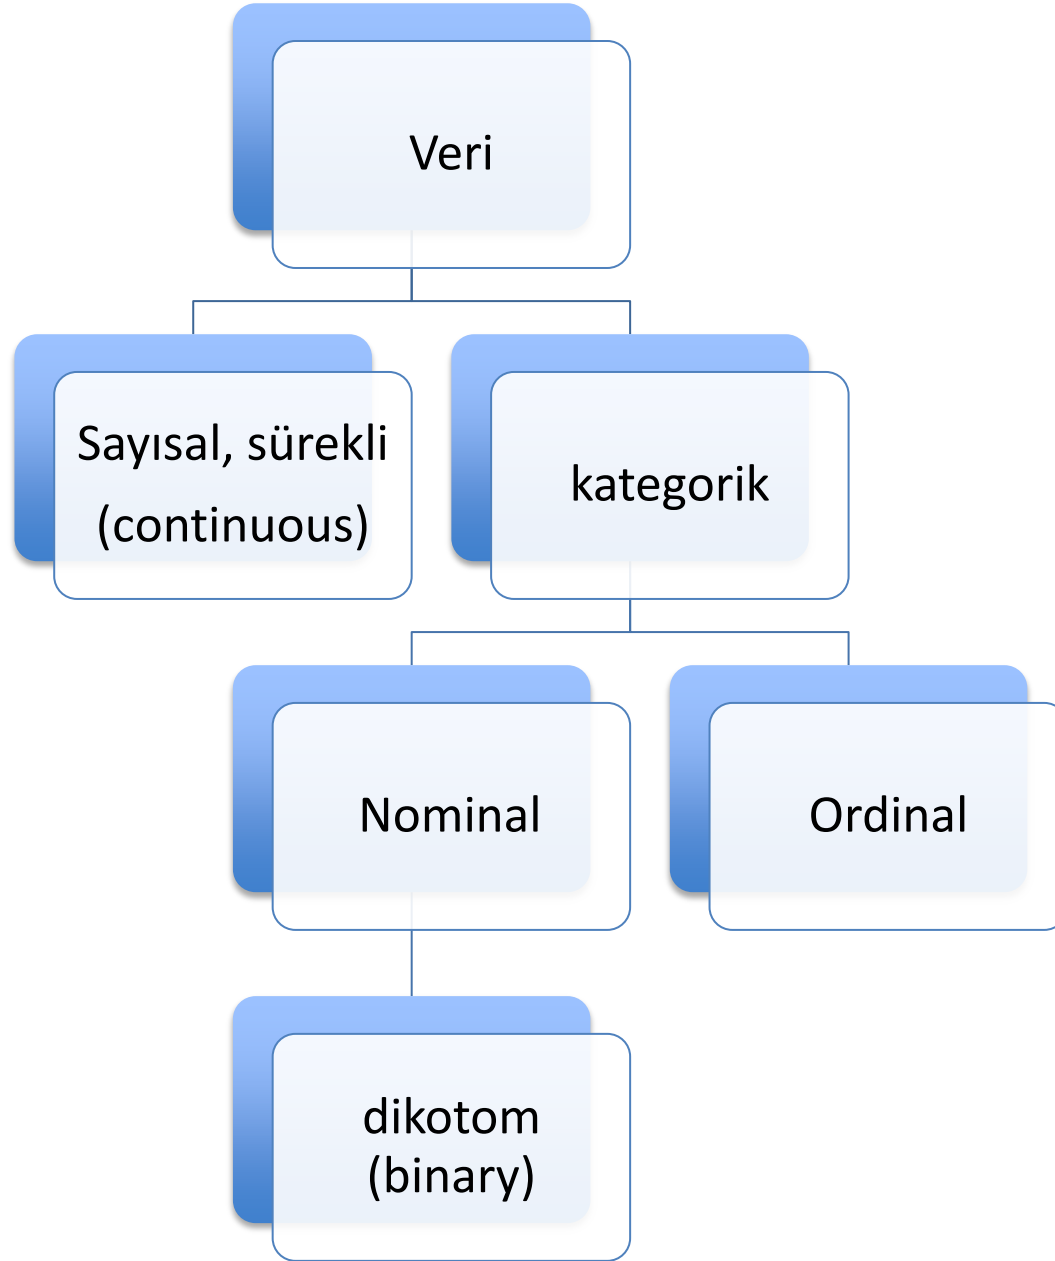 Veri
Sayısal, sürekli
(continuous)
kategorik
Nominal
Ordinal
dikotom
(binary)